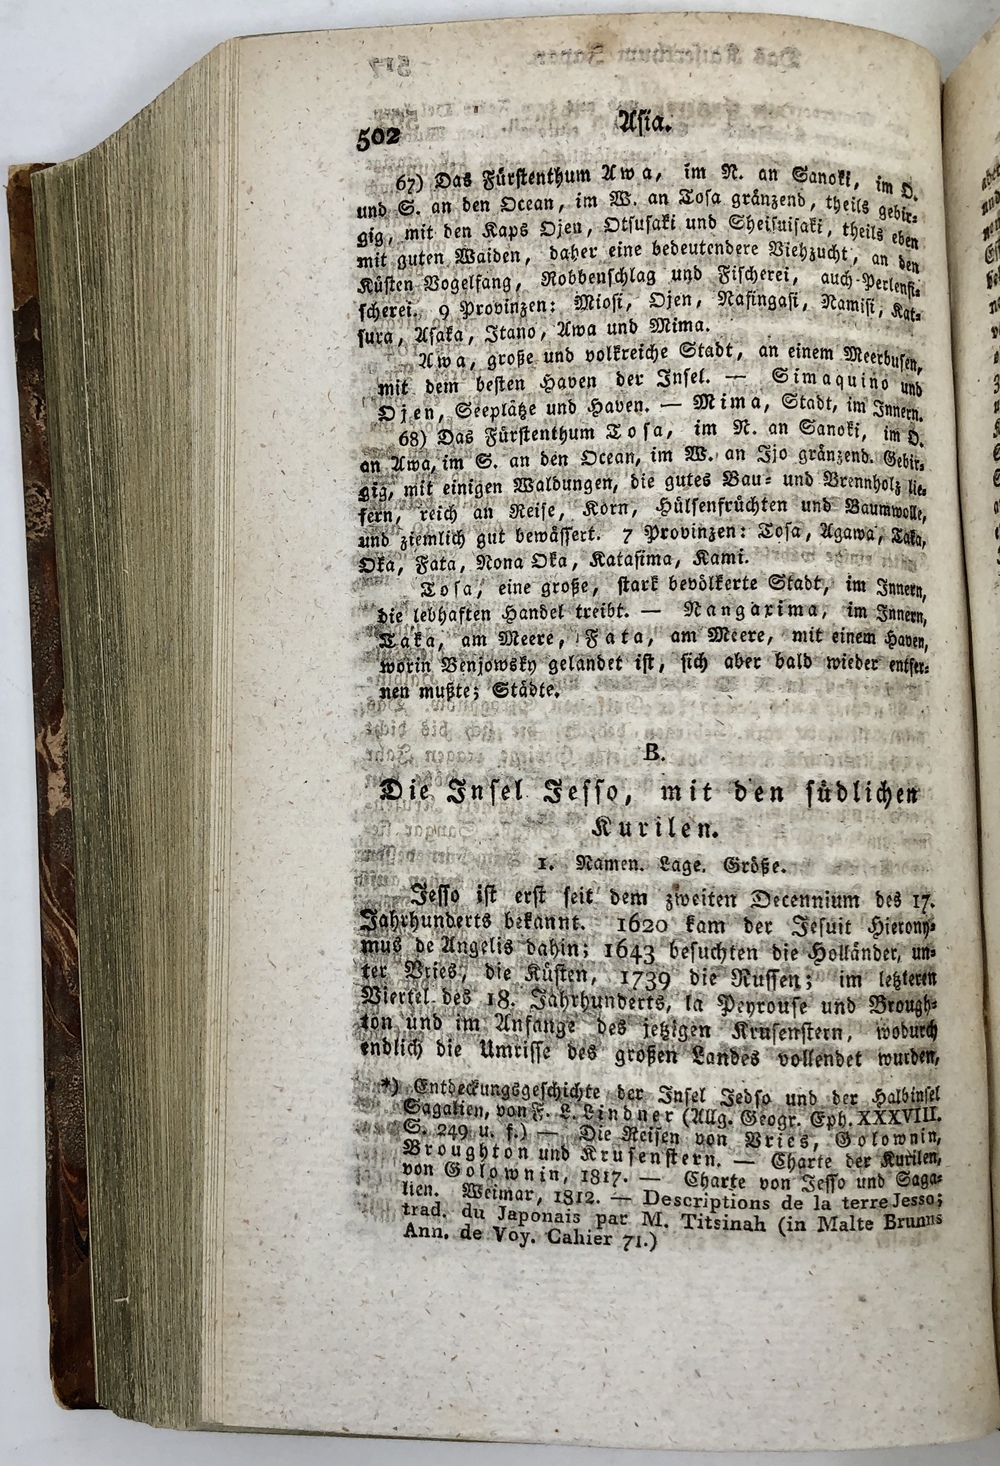 502
Asia.
67) Das Fürstenthum Awa, im N. an Sanoki, im O.
und S. an den Ocean, im W. an Tosa gränzend, theils gebir-
gig, mit den Kaps Ojen, Otsusaki und Sheisuisaki, theils eben
mit guten Waiden, daher eine bedeutendere Viehzucht, an den
Küsten Vogelfang, Robbenschlag und Fischerei, auch Perlenfi-
scherei. 9 Provinzen: Miosi, Ojen, Nafingasi, Namisi, Kat-
sura, Asaka, Itano, Awa und Mima.
Awa, große und volkreiche Stadt, an einem Meerbusen,
mit dem besten Haven der Insel. — Simaquino und
Ojen, Seeplätze und Haven. — Mima, Stadt, im Innern.
68) Das Fürstenthum Tosa, im N. an Sanoki, im O.
an Awa, im S. an den Ocean, im W. an Ijo gränzend. Gebir-
gig, mit einigen Waldungen, die gutes Bau- und Brennholz lie-
fern, reich an Reise, Korn, Hülsenfrüchten und Baumwolle,
und ziemlich gut bewässert. 7 Provinzen: Tosa, Agawa, Taka,
Oka, Fata, Nona Oka, Katasima, Kami.
Tosa, eine große, stark bevölkerte Stadt, im Innern,
die lebhaften Handel treibt. — Nangaxima, im Innern,
Taka, am Meere, Fata, am Meere, mit einem Haven,
worin Benjowsky gelandet ist, sich aber bald wieder entfer-
nen mußte; Städte.
B.
Die Insel Jesso, mit den südlichen
Kurilen.
1. Namen. Lage. Größe.
Jesso ist erst seit dem zweiten Decennium des 17.
Jahrhunderts bekannt. 1620 kam der Jesuit Hierony-
mus de Angelis dahin; 1643 besuchten die Holländer, un-
ter Vries, die Küsten, 1739 die Russen; im letzteren
Viertel des 18. Jahrhunderts, la Peyrouse und Brough-
ton und im Anfange des jetzigen Krusenstern, wodurch
endlich die Umrisse des großen Landes vollendet wurden,
*) Entdeckungsgeschichte der Insel Jedso und der Halbinsel
Sagalien, von F. L. Lindner (Allg. Geogr. Eph. XXXVIII.
S. 249 u. f.) — Die Reisen von Vries, Golownin,
Broughton und Krusenstern. — Charte der Kurilen,
von Golownin, 1817. — Charte von Jesso und Saga-
lien. Weimar, 1812. — Descriptions de la terre Jesso;
trad. du Japonais par M. Titsinah (in Malte Brunns
Ann. de Voy. Cahier 71.)